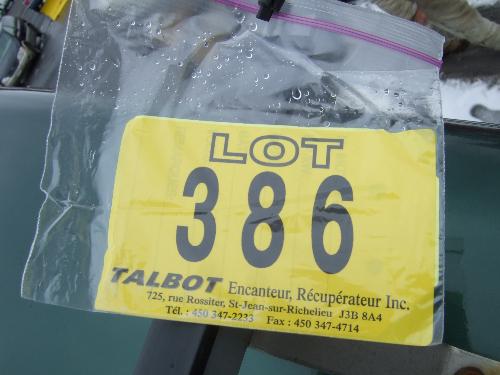 LOT
386
TALBOT Encanteur, Récupérateur Inc.
725, rue Rossiter, St-Jean-sur-Richelieu J3B 8A4
Tél. : 450 347-2233 Fax : 450 347-4714